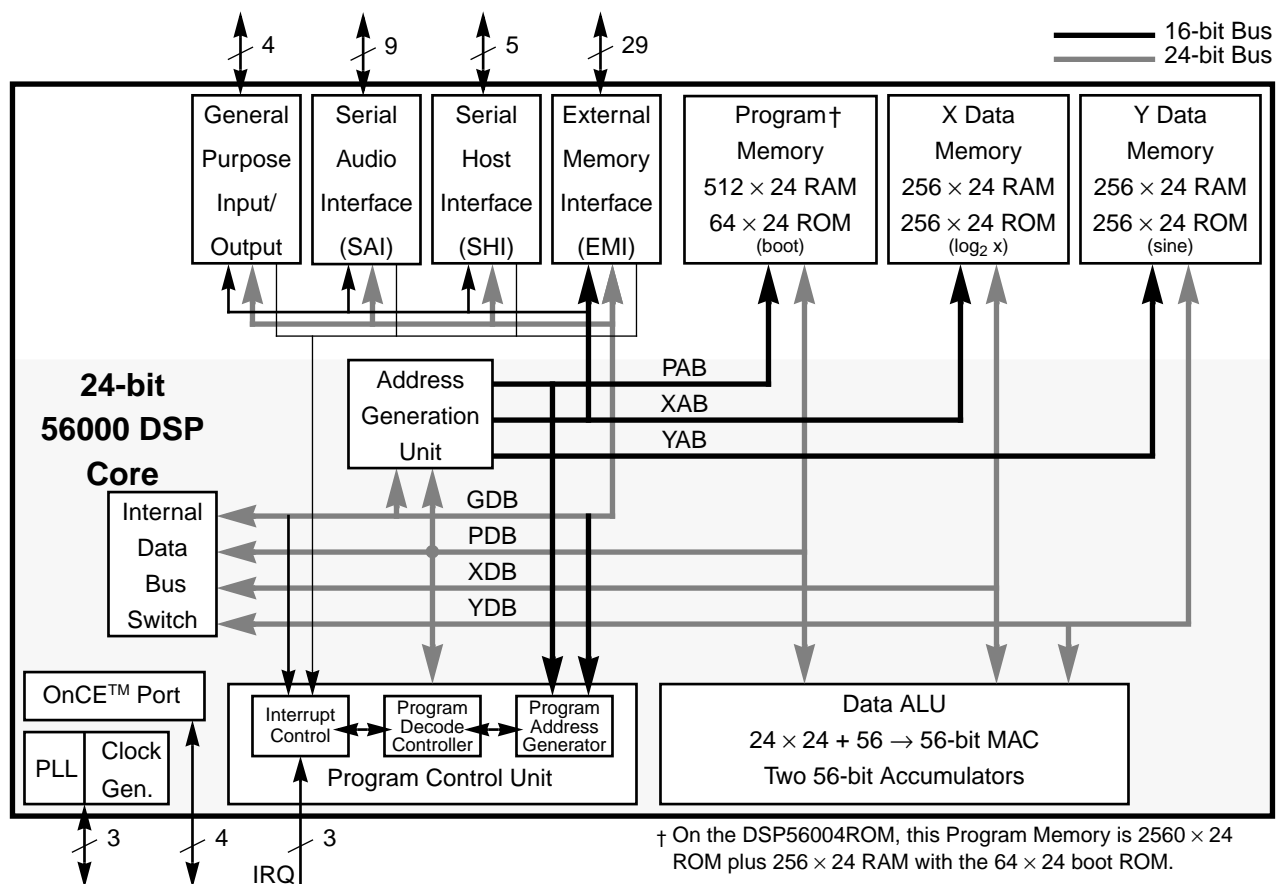 4
9
5
29
16-bit Bus
24-bit Bus
General
Purpose
Input/
Output
Serial
Audio
Interface
(SAI)
Serial
Host
Interface
(SHI)
External
Memory
Interface
(EMI)
Program†
Memory
512 × 24 RAM
64 × 24 ROM
(boot)
X Data
Memory
256 × 24 RAM
256 × 24 ROM
(log₂ x)
Y Data
Memory
256 × 24 RAM
256 × 24 ROM
(sine)
24-bit
56000 DSP
Core
Address
Generation
Unit
PAB
XAB
YAB
Internal
Data
Bus
Switch
GDB
PDB
XDB
YDB
OnCE™ Port
PLL
Clock
Gen.
Interrupt
Control
Program
Decode
Controller
Program
Address
Generator
Program Control Unit
Data ALU
24 × 24 + 56 → 56-bit MAC
Two 56-bit Accumulators
3
4
3
IRQ
† On the DSP56004ROM, this Program Memory is 2560 × 24
ROM plus 256 × 24 RAM with the 64 × 24 boot ROM.